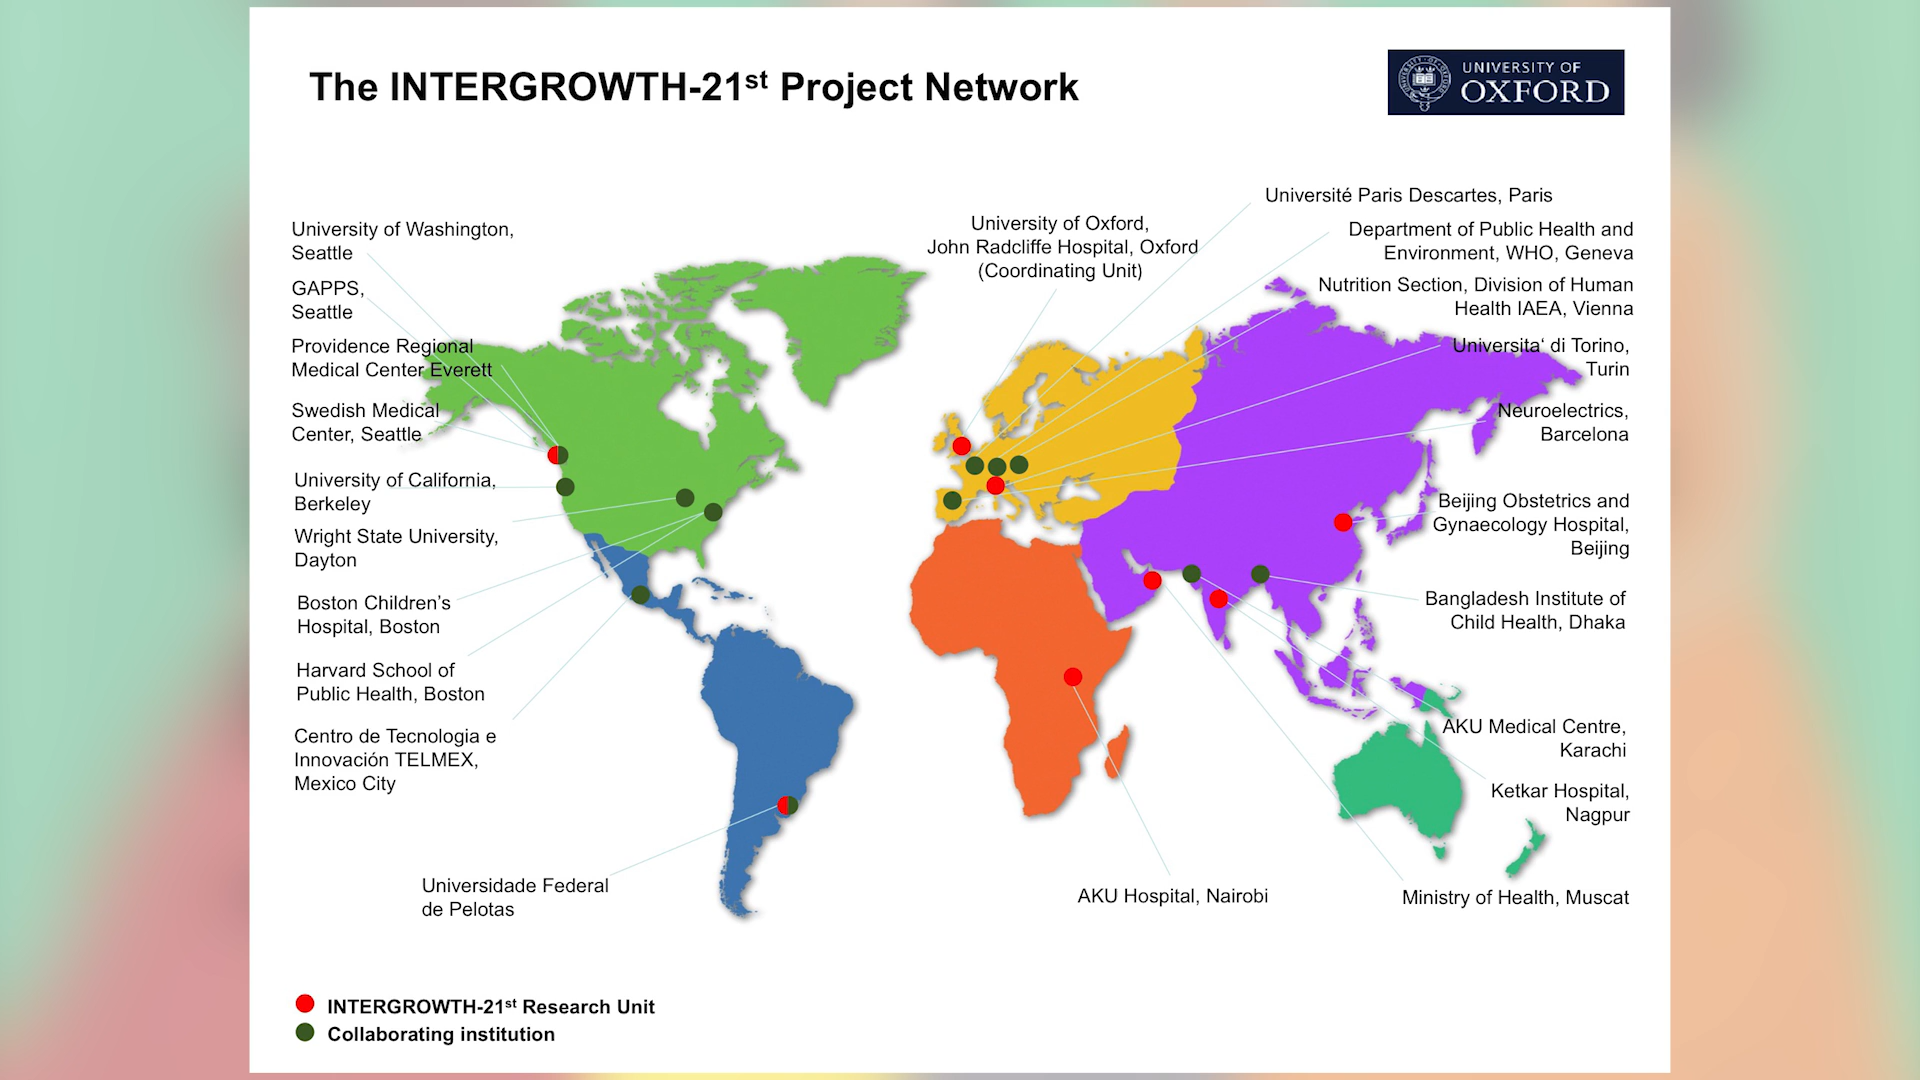 The INTERGROWTH-21st Project Network
UNIVERSITY OF
OXFORD
University of Washington,
Seattle
GAPPS,
Seattle
Providence Regional
Medical Center Everett
Swedish Medical
Center, Seattle
University of California,
Berkeley
Wright State University,
Dayton
Boston Children’s
Hospital, Boston
Harvard School of
Public Health, Boston
Centro de Tecnologia e
Innovación TELMEX,
Mexico City
Universidade Federal
de Pelotas
University of Oxford,
John Radcliffe Hospital, Oxford
(Coordinating Unit)
Université Paris Descartes, Paris
Department of Public Health and
Environment, WHO, Geneva
Nutrition Section, Division of Human
Health IAEA, Vienna
Universita‘ di Torino,
Turin
Neuroelectrics,
Barcelona
Beijing Obstetrics and
Gynaecology Hospital,
Beijing
Bangladesh Institute of
Child Health, Dhaka
AKU Medical Centre,
Karachi
Ketkar Hospital,
Nagpur
Ministry of Health, Muscat
AKU Hospital, Nairobi
INTERGROWTH-21st Research Unit
Collaborating institution